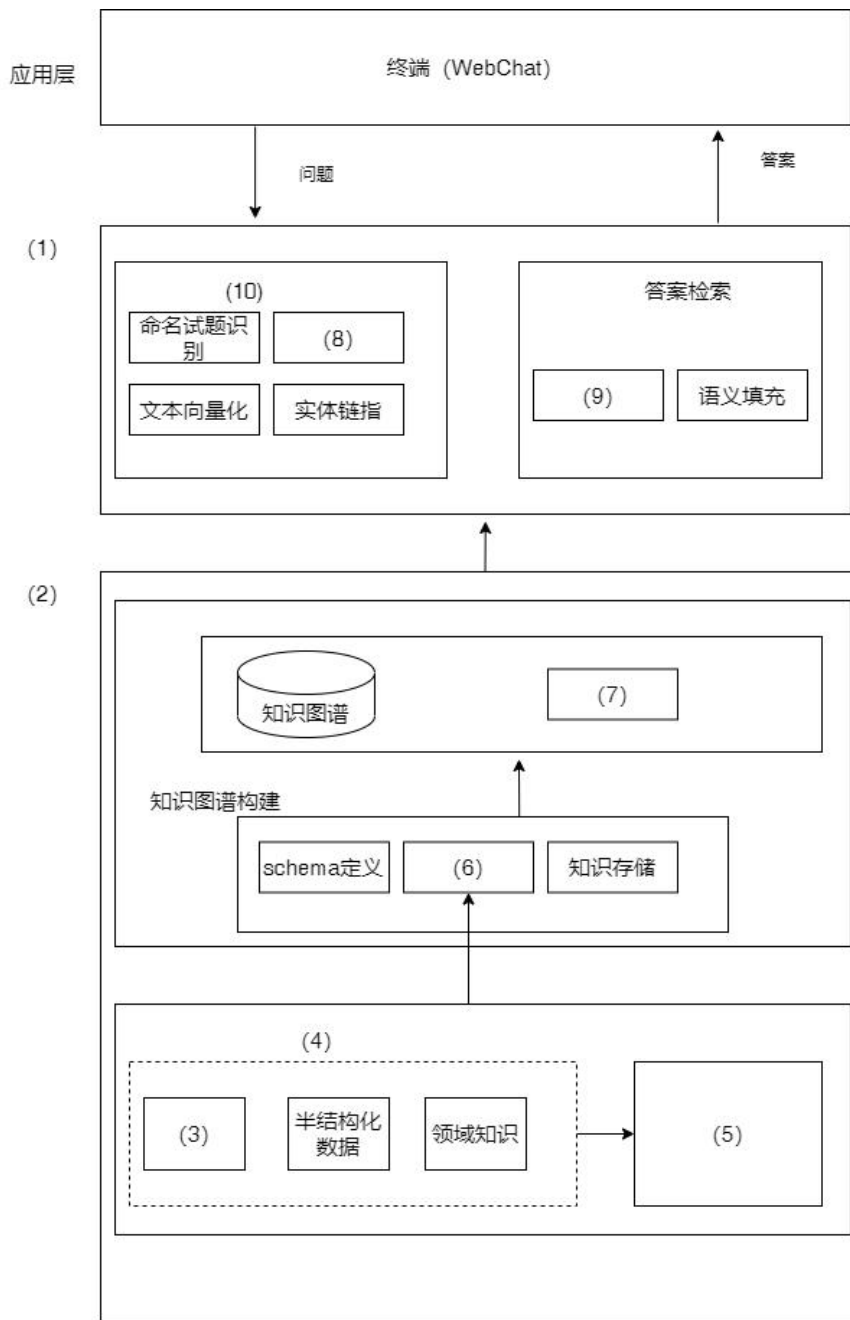 应用层
终端（WebChat）
问题
答案
(1)
(10)
命名试题识
别
(8)
文本向量化
实体链指
答案检索
(9)
语义填充
(2)
知识图谱
(7)
知识图谱构建
schema定义
(6)
知识存储
(4)
(3)
半结构化
数据
领域知识
(5)